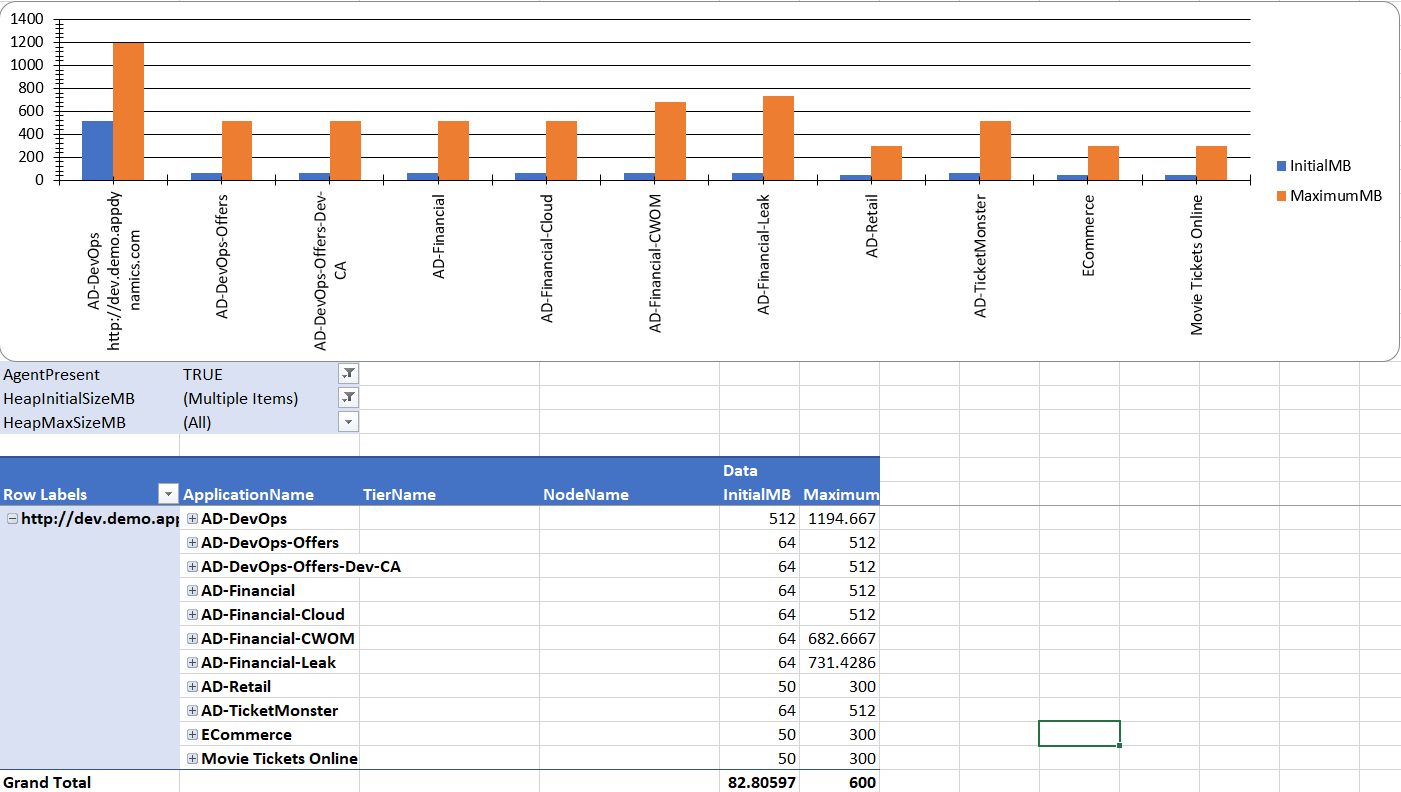 1400
1200
1000
800
600
400
200
0
InitialMB
MaximumMB
AD-DevOps
http://dev.demo.appdy
namics.com
AD-DevOps-Offers
AD-DevOps-Offers-Dev-
CA
AD-Financial
AD-Financial-Cloud
AD-Financial-CWOM
AD-Financial-Leak
AD-Retail
AD-TicketMonster
ECommerce
Movie Tickets Online
AgentPresent TRUE
HeapInitialSizeMB (Multiple Items)
HeapMaxSizeMB (All)
Data
Row Labels ApplicationName TierName NodeName InitialMB Maximum
http://dev.demo.app AD-DevOps 512 1194.667
AD-DevOps-Offers 64 512
AD-DevOps-Offers-Dev-CA 64 512
AD-Financial 64 512
AD-Financial-Cloud 64 512
AD-Financial-CWOM 64 682.6667
AD-Financial-Leak 64 731.4286
AD-Retail 50 300
AD-TicketMonster 64 512
ECommerce 50 300
Movie Tickets Online 50 300
Grand Total 82.80597 600